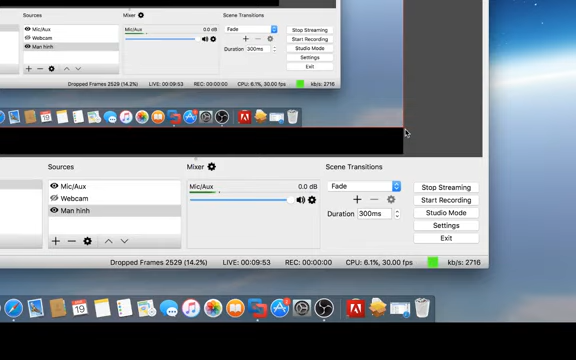 Sources
Mixer
Scene Transitions
Mic/Aux
Mic/Aux
0.0 dB
Fade
Stop Streaming
Webcam
Start Recording
Man hinh
Duration
300ms
Studio Mode
Settings
Exit
Dropped Frames 2529 (14.2%)
LIVE: 00:09:53
REC: 00:00:00
CPU: 6.1%, 30.00 fps
kb/s: 2716
19
Sources
Mixer
Scene Transitions
Mic/Aux
Mic/Aux
0.0 dB
Fade
Stop Streaming
Webcam
Start Recording
Man hinh
Duration
300ms
Studio Mode
Settings
Exit
Dropped Frames 2529 (14.2%)
LIVE: 00:09:53
REC: 00:00:00
CPU: 6.1%, 30.00 fps
kb/s: 2716
19